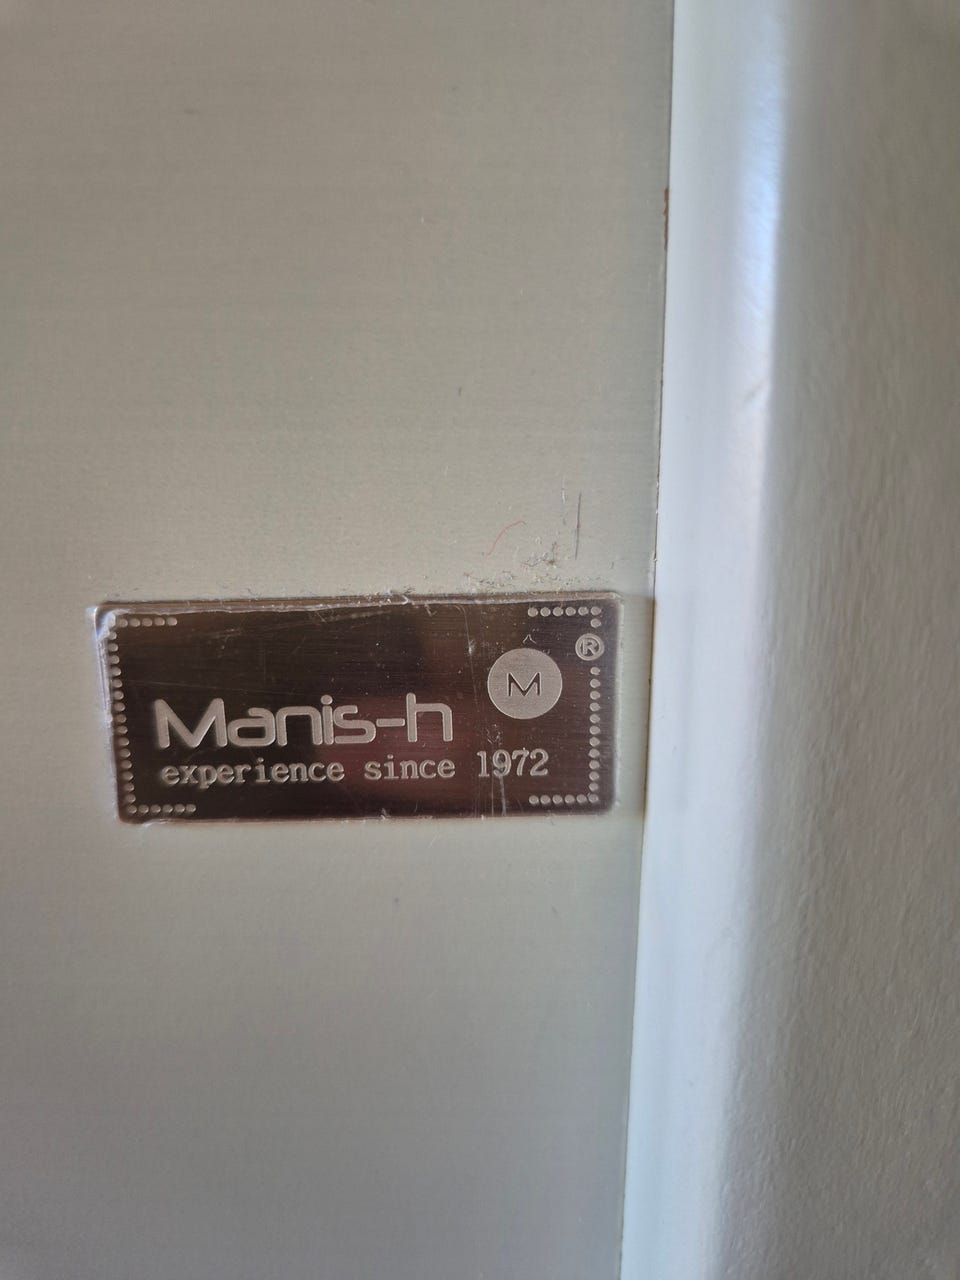 ®
M
Manis-h
experience since 1972